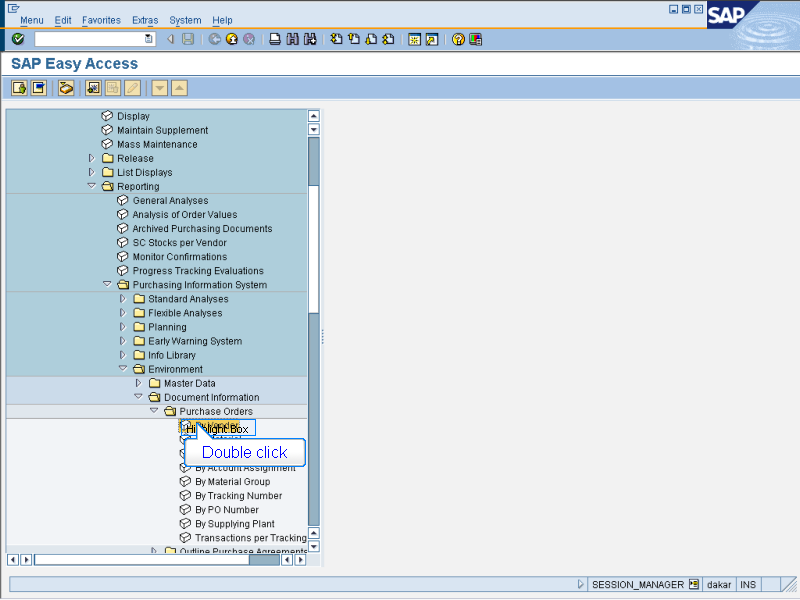 Menu Edit Favorites Extras System Help
SAP
SAP Easy Access
Display
Maintain Supplement
Mass Maintenance
Release
List Displays
Reporting
General Analyses
Analysis of Order Values
Archived Purchasing Documents
SC Stocks per Vendor
Monitor Confirmations
Progress Tracking Evaluations
Purchasing Information System
Standard Analyses
Flexible Analyses
Planning
Early Warning System
Info Library
Environment
Master Data
Document Information
Purchase Orders
By Vendor
Highlight Box
Double click
By Account Assignment
By Material Group
By Tracking Number
By PO Number
By Supplying Plant
Transactions per Tracking
Outline Purchase Agreements
SESSION_MANAGER dakar INS